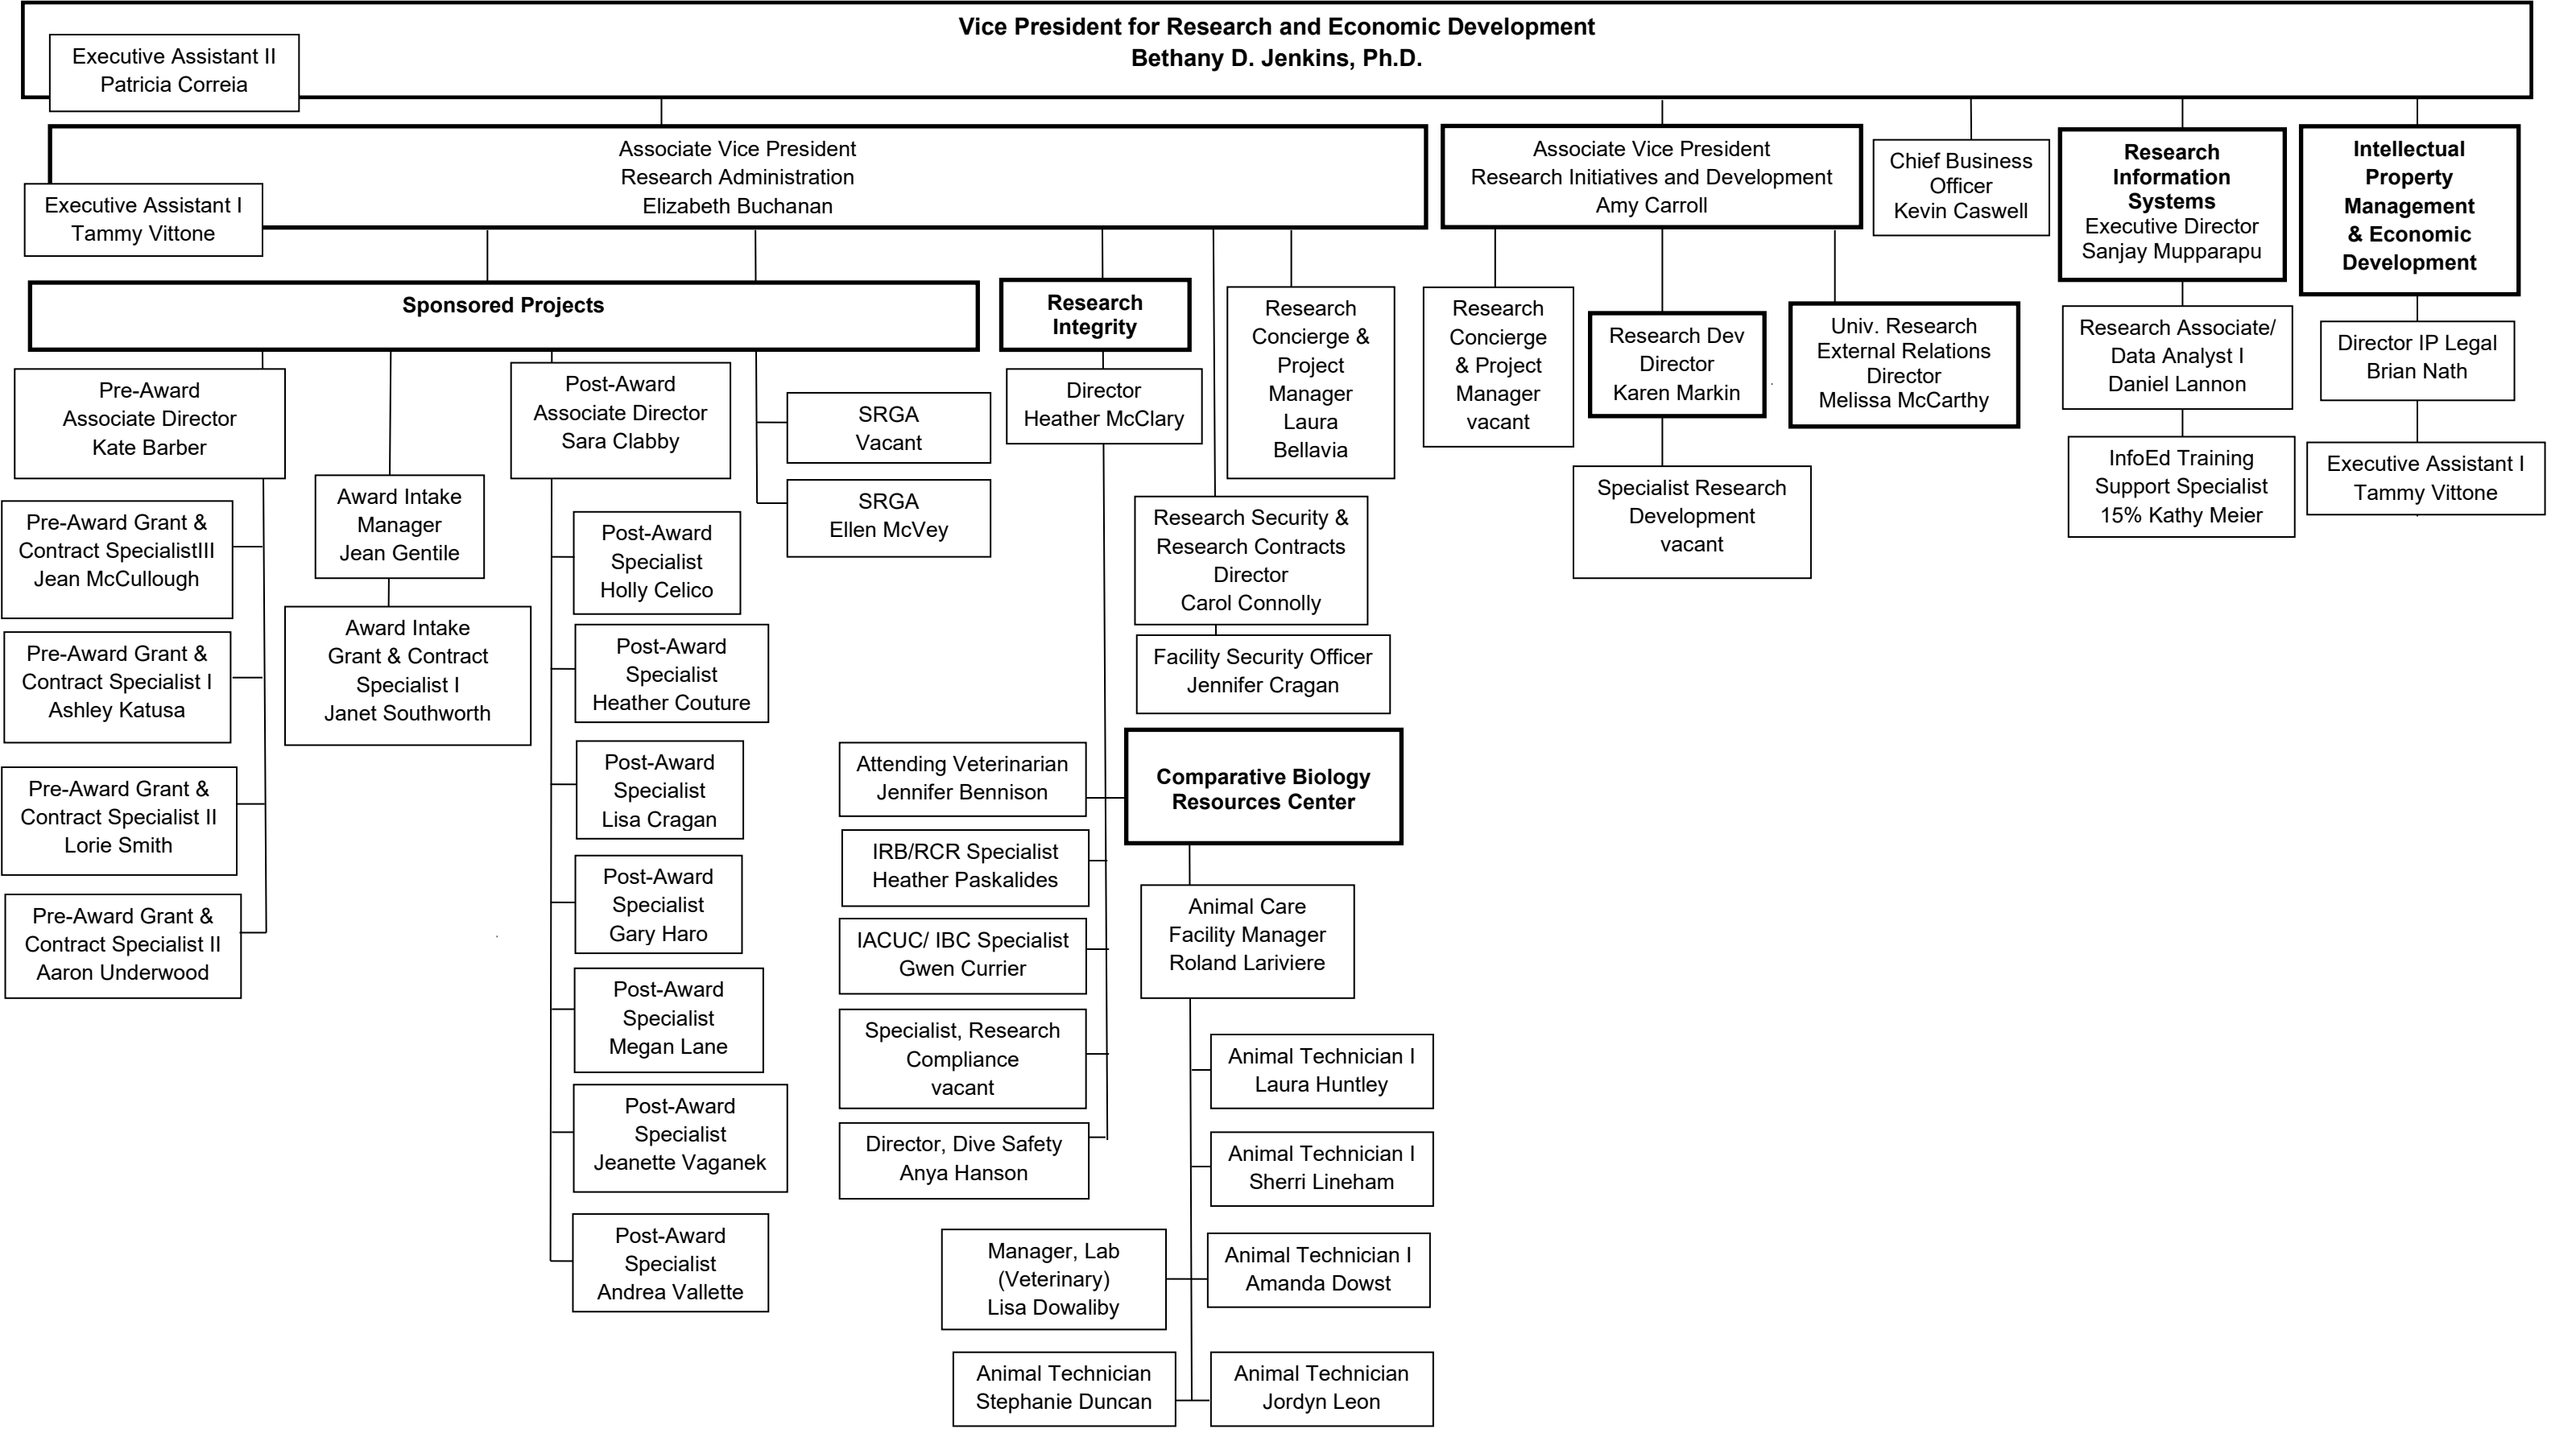 Vice President for Research and Economic Development
Bethany D. Jenkins, Ph.D.
Executive Assistant II
Patricia Correia
Associate Vice President
Research Administration
Elizabeth Buchanan
Executive Assistant I
Tammy Vittone
Associate Vice President
Research Initiatives and Development
Amy Carroll
Chief Business
Officer
Kevin Caswell
Research
Information
Systems
Executive Director
Sanjay Mupparapu
Intellectual
Property
Management
& Economic
Development
Sponsored Projects
Research
Integrity
Research
Concierge &
Project
Manager
Laura
Bellavia
Research
Concierge
& Project
Manager
vacant
Research Dev
Director
Karen Markin
Univ. Research
External Relations
Director
Melissa McCarthy
Research Associate/
Data Analyst I
Daniel Lannon
Director IP Legal
Brian Nath
Pre-Award
Associate Director
Kate Barber
Post-Award
Associate Director
Sara Clabby
SRGA
Vacant
SRGA
Ellen McVey
Director
Heather McClary
InfoEd Training
Support Specialist
15% Kathy Meier
Executive Assistant I
Tammy Vittone
Specialist Research
Development
vacant
Award Intake
Manager
Jean Gentile
Award Intake
Grant & Contract
Specialist I
Janet Southworth
Pre-Award Grant &
Contract SpecialistIII
Jean McCullough
Pre-Award Grant &
Contract Specialist I
Ashley Katusa
Pre-Award Grant &
Contract Specialist II
Lorie Smith
Pre-Award Grant &
Contract Specialist II
Aaron Underwood
Post-Award
Specialist
Holly Celico
Post-Award
Specialist
Heather Couture
Post-Award
Specialist
Lisa Cragan
Post-Award
Specialist
Gary Haro
Post-Award
Specialist
Megan Lane
Post-Award
Specialist
Jeanette Vaganek
Post-Award
Specialist
Andrea Vallette
Research Security &
Research Contracts
Director
Carol Connolly
Facility Security Officer
Jennifer Cragan
Attending Veterinarian
Jennifer Bennison
IRB/RCR Specialist
Heather Paskalides
IACUC/ IBC Specialist
Gwen Currier
Specialist, Research
Compliance
vacant
Director, Dive Safety
Anya Hanson
Comparative Biology
Resources Center
Animal Care
Facility Manager
Roland Lariviere
Animal Technician I
Laura Huntley
Animal Technician I
Sherri Lineham
Manager, Lab
(Veterinary)
Lisa Dowaliby
Animal Technician I
Amanda Dowst
Animal Technician
Stephanie Duncan
Animal Technician
Jordyn Leon